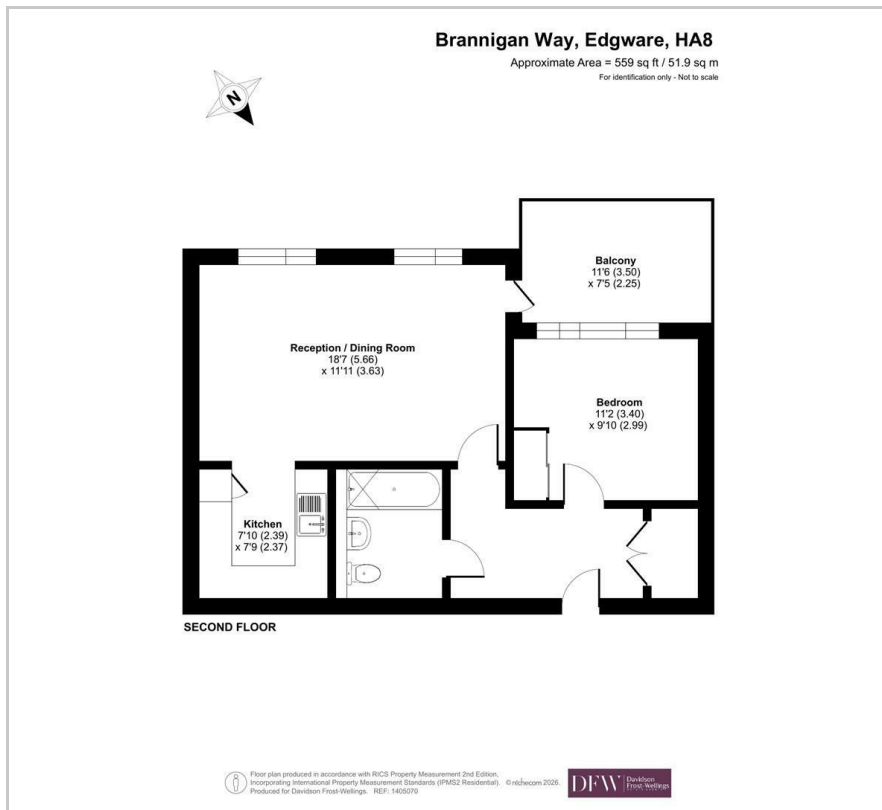 Brannigan Way, Edgware, HA8
Approximate Area = 559 sq ft / 51.9 sq m
For identification only - Not to scale
N
Balcony
11'6 (3.50)
x 7'5 (2.25)
Reception / Dining Room
18'7 (5.66)
x 11'11 (3.63)
Bedroom
11'2 (3.40)
x 9'10 (2.99)
Kitchen
7'10 (2.39)
x 7'9 (2.37)
SECOND FLOOR
Floor plan produced in accordance with RICS Property Measurement 2nd Edition,
Incorporating International Property Measurement Standards (IPMS2 Residential). © nichecom 2026.
Produced for Davidson Frost-Wellings. REF: 1405070
DFW
Davidson
Frost-Wellings